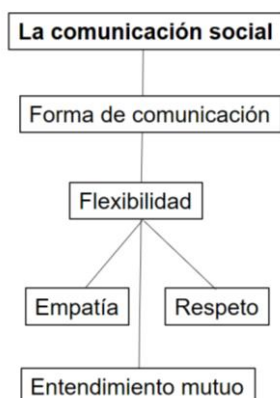 La comunicación social
Forma de comunicación
Flexibilidad
Empatía
Respeto
Entendimiento mutuo